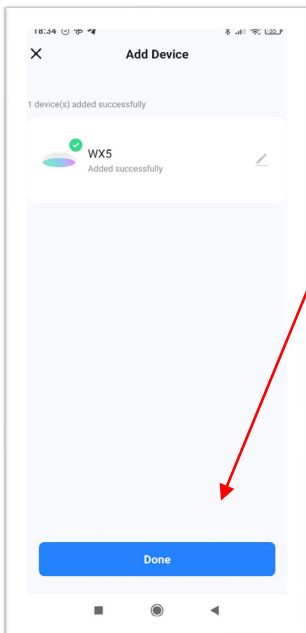 18:34
Add Device
1 device(s) added successfully
WX5
Added successfully
Done